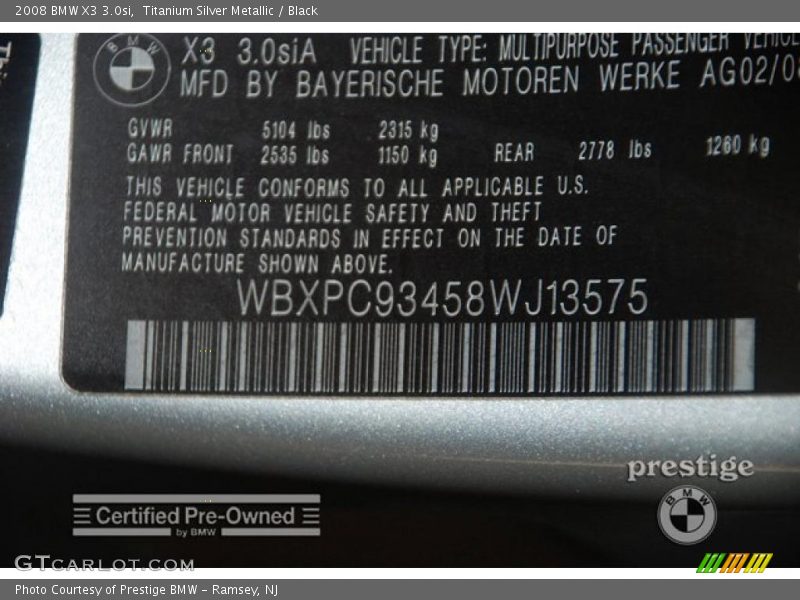 2008 BMW X3 3.0si, Titanium Silver Metallic / Black
BMW
X3 3.0siA VEHICLE TYPE: MULTIPURPOSE PASSENGER
MFD BY BAYERISCHE MOTOREN WERKE AG02/0
GVWR 5104 lbs 2315 kg
GAWR FRONT 2535 lbs 1150 kg REAR 2778 lbs 1260 kg
THIS VEHICLE CONFORMS TO ALL APPLICABLE U.S.
FEDERAL MOTOR VEHICLE SAFETY AND THEFT
PREVENTION STANDARDS IN EFFECT ON THE DATE OF
MANUFACTURE SHOWN ABOVE.
WBXPC93458WJ13575
prestige
BMW
Certified Pre-Owned
by BMW
GTCARLOT.COM
Photo Courtesy of Prestige BMW – Ramsey, NJ